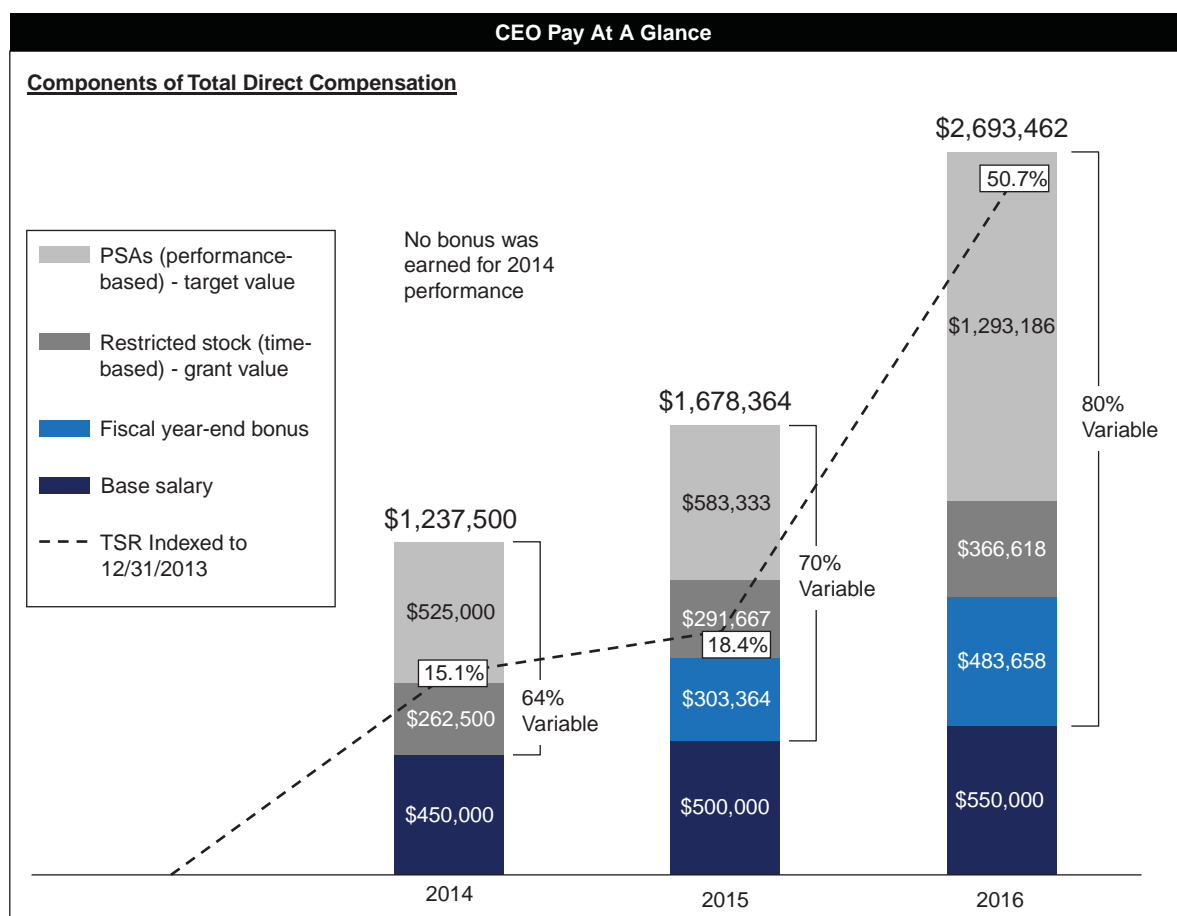 CEO Pay At A Glance
Components of Total Direct Compensation
PSAs (performance-
based) - target value
Restricted stock (time-
based) - grant value
Fiscal year-end bonus
Base salary
TSR Indexed to
12/31/2013
No bonus was
earned for 2014
performance
$1,237,500
$525,000
15.1%
$262,500
$450,000
64%
Variable
2014
$1,678,364
$583,333
$291,667
18.4%
$303,364
$500,000
70%
Variable
2015
$2,693,462
50.7%
$1,293,186
$366,618
$483,658
$550,000
80%
Variable
2016